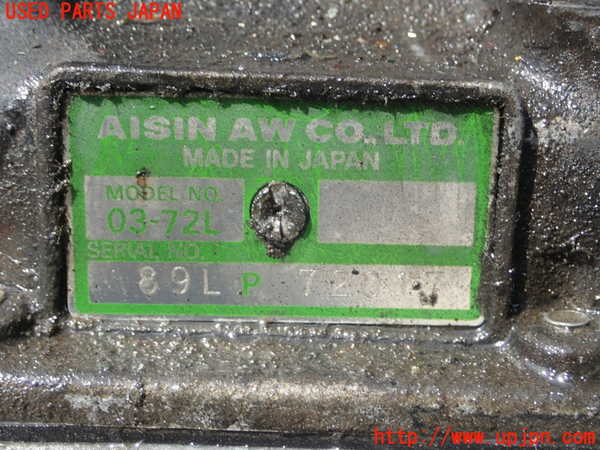 USED PARTS JAPAN
AISIN AW CO., LTD.
MADE IN JAPAN
MODEL NO.
03-72L
SERIAL NO.
89L P
http://www.upjpn.com/